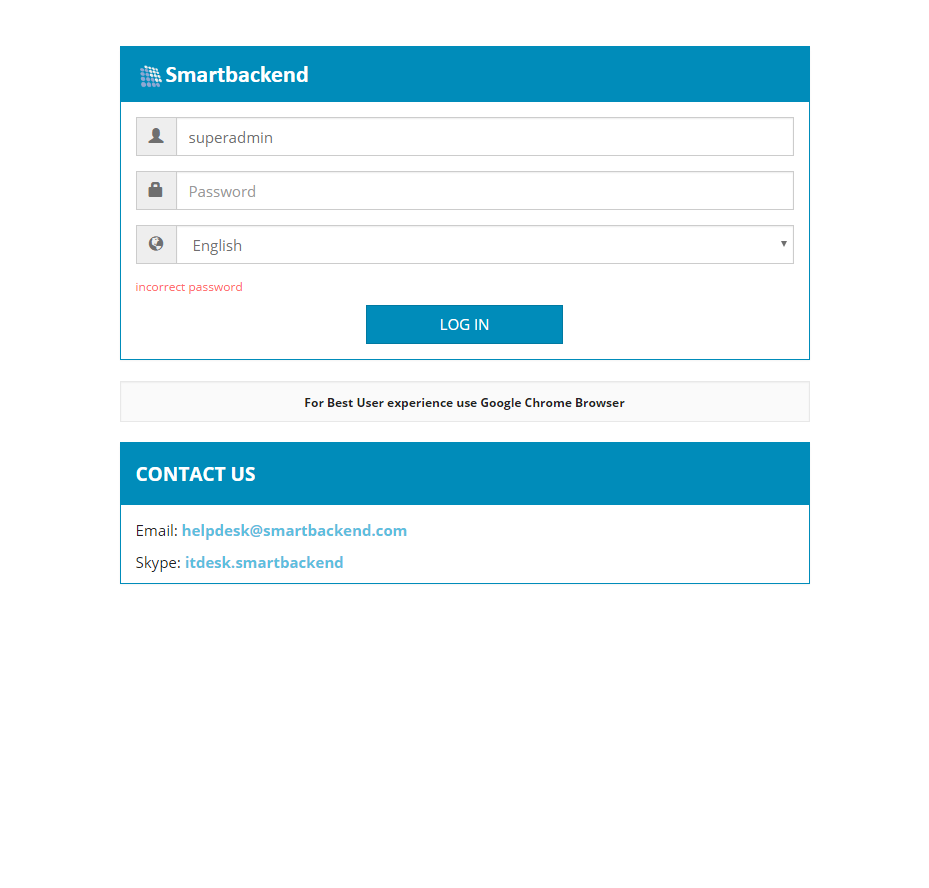 Smartbackend
superadmin
Password
English
incorrect password
LOG IN
For Best User experience use Google Chrome Browser
CONTACT US
Email: helpdesk@smartbackend.com
Skype: itdesk.smartbackend